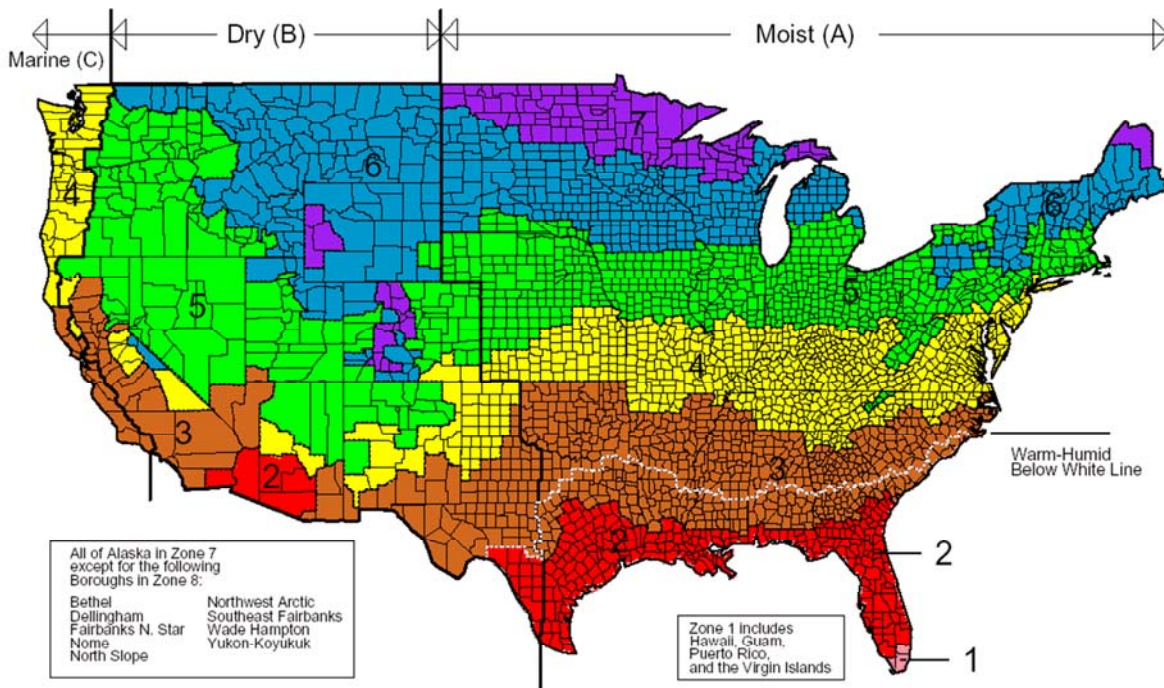 Marine (C)
Dry (B)
Moist (A)
7
6
6
4
5
5
4
3
3
2
2
Warm-Humid
Below White Line
2
1
All of Alaska in Zone 7
except for the following
Boroughs in Zone 8:
Bethel
Dellingham
Fairbanks N. Star
Nome
North Slope
Northwest Arctic
Southeast Fairbanks
Wade Hampton
Yukon-Koyukuk
Zone 1 includes
Hawaii, Guam,
Puerto Rico,
and the Virgin Islands